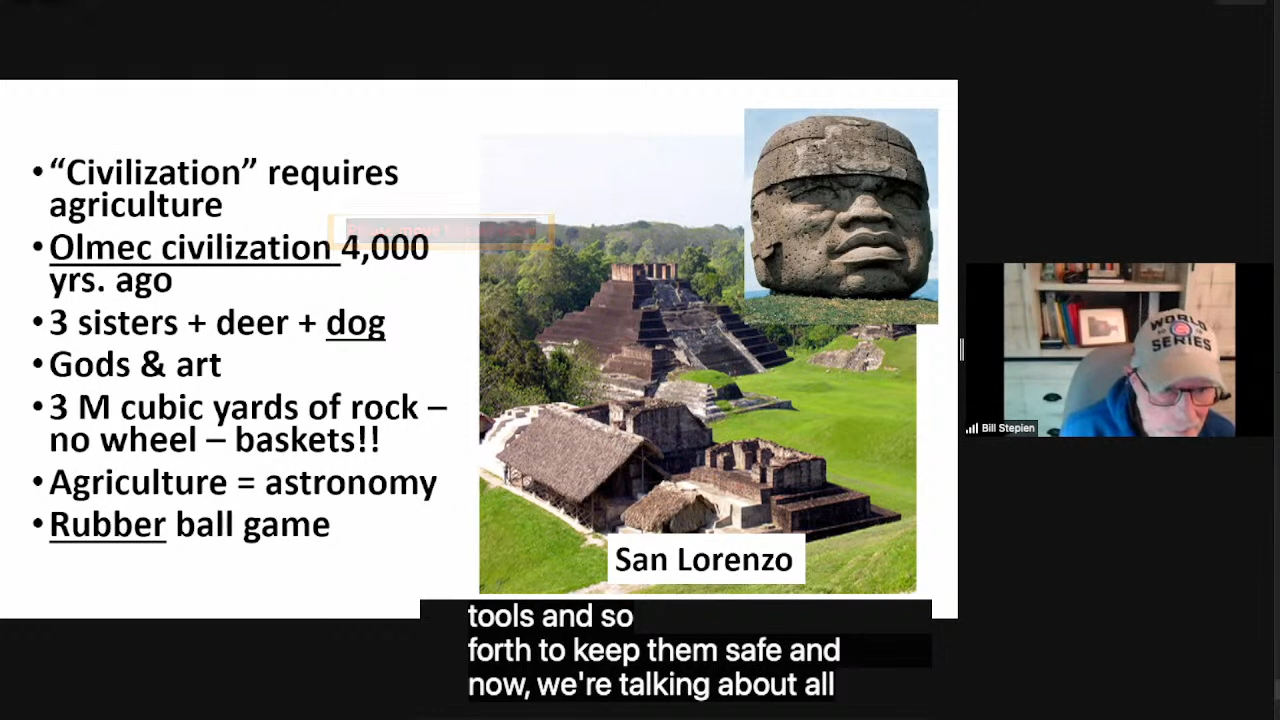 • “Civilization” requires
agriculture
• Olmec civilization 4,000
yrs. ago
• 3 sisters + deer + dog
• Gods & art
• 3 M cubic yards of rock –
no wheel – baskets!!
• Agriculture = astronomy
• Rubber ball game
San Lorenzo
WORLD
SERIES
Bill Stepien
tools and so
forth to keep them safe and
now, we're talking about all